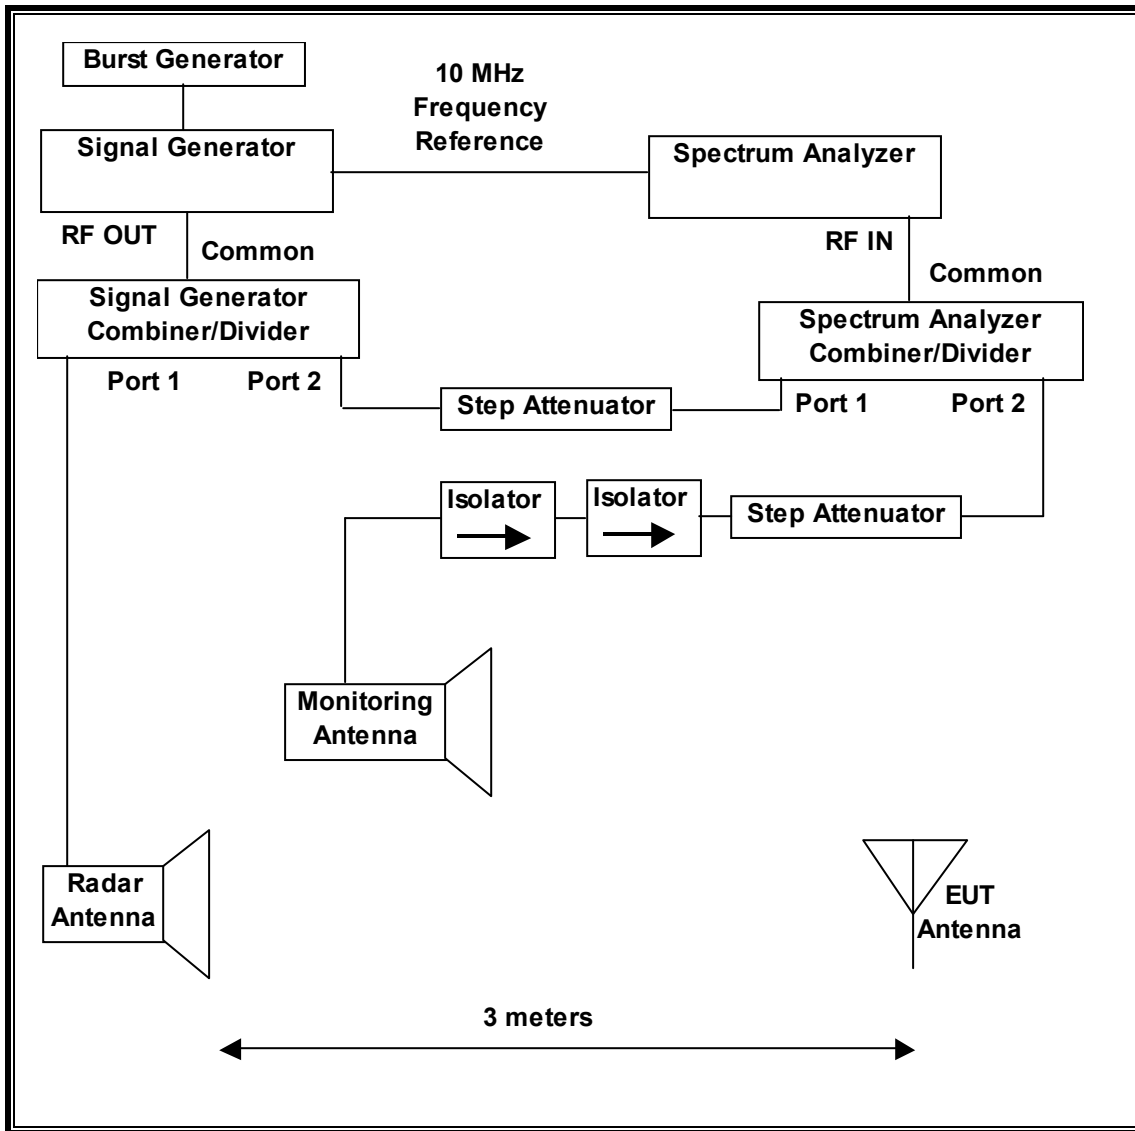 Burst Generator
10 MHz
Frequency
Reference
Signal Generator
Spectrum Analyzer
RF OUT
Common
RF IN
Common
Signal Generator
Combiner/Divider
Spectrum Analyzer
Combiner/Divider
Port 1
Port 2
Step Attenuator
Port 1
Port 2
Isolator
Isolator
Step Attenuator
Monitoring
Antenna
Radar
Antenna
EUT
Antenna
3 meters